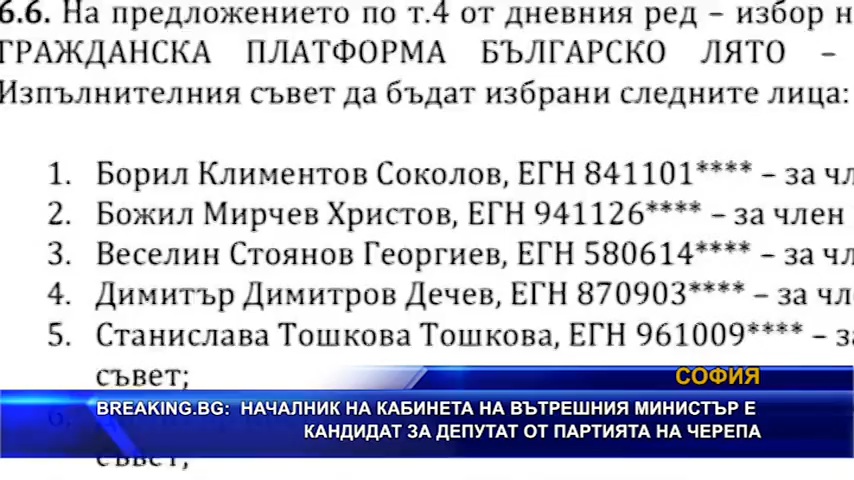 6.6. На предложението по т.4 от дневния ред – избор н
ГРАЖДАНСКА ПЛАТФОРМА БЪЛГАРСКО ЛЯТО –
Изпълнителния съвет да бъдат избрани следните лица:
1. Борил Климентов Соколов, ЕГН 841101**** – за чл
2. Божил Мирчев Христов, ЕГН 941126**** – за член
3. Веселин Стоянов Георгиев, ЕГН 580614**** – за чл
4. Димитър Димитров Дечев, ЕГН 870903**** – за чле
5. Станислава Тошкова Тошкова, ЕГН 961009**** – за
съвет;
СОФИЯ
BREAKING.BG: НАЧАЛНИК НА КАБИНЕТА НА ВЪТРЕШНИЯ МИНИСТЪР Е
КАНДИДАТ ЗА ДЕПУТАТ ОТ ПАРТИЯТА НА ЧЕРЕПА
съвет;